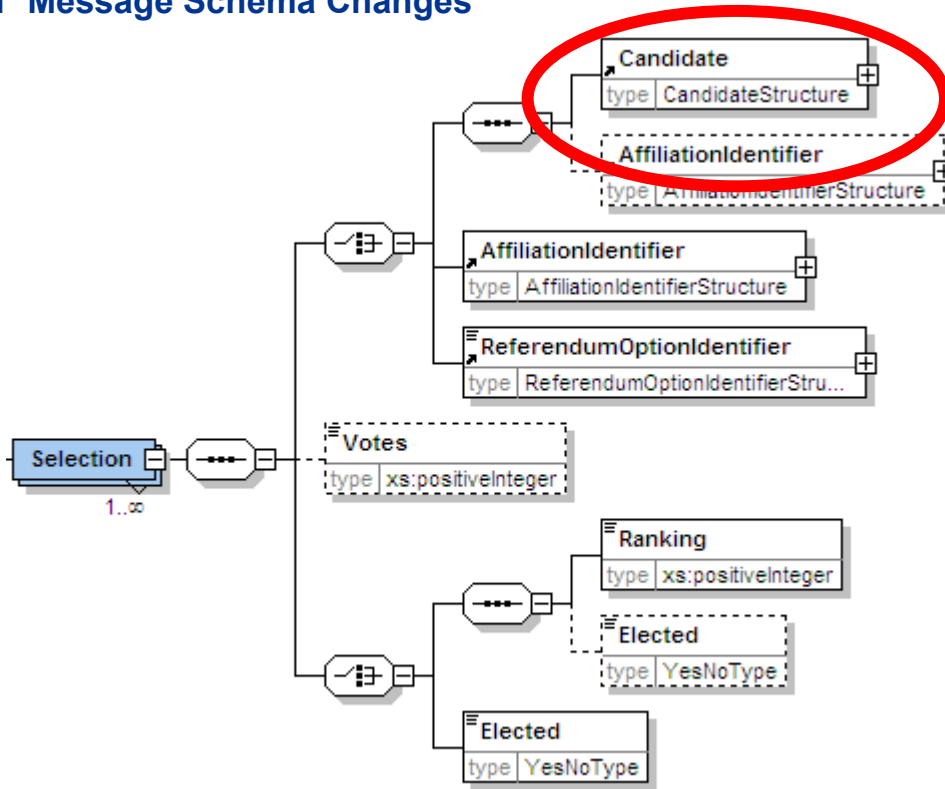 Message Schema Changes
Candidate
type CandidateStructure
AffiliationIdentifier
type AffiliationIdentifierStructure
AffiliationIdentifier
type AffiliationIdentifierStructure
ReferendumOptionIdentifier
type ReferendumOptionIdentifierStru...
Selection
1..∞
Votes
type xs:positiveInteger
Ranking
type xs:positiveInteger
Elected
type YesNoType
Elected
type YesNoType